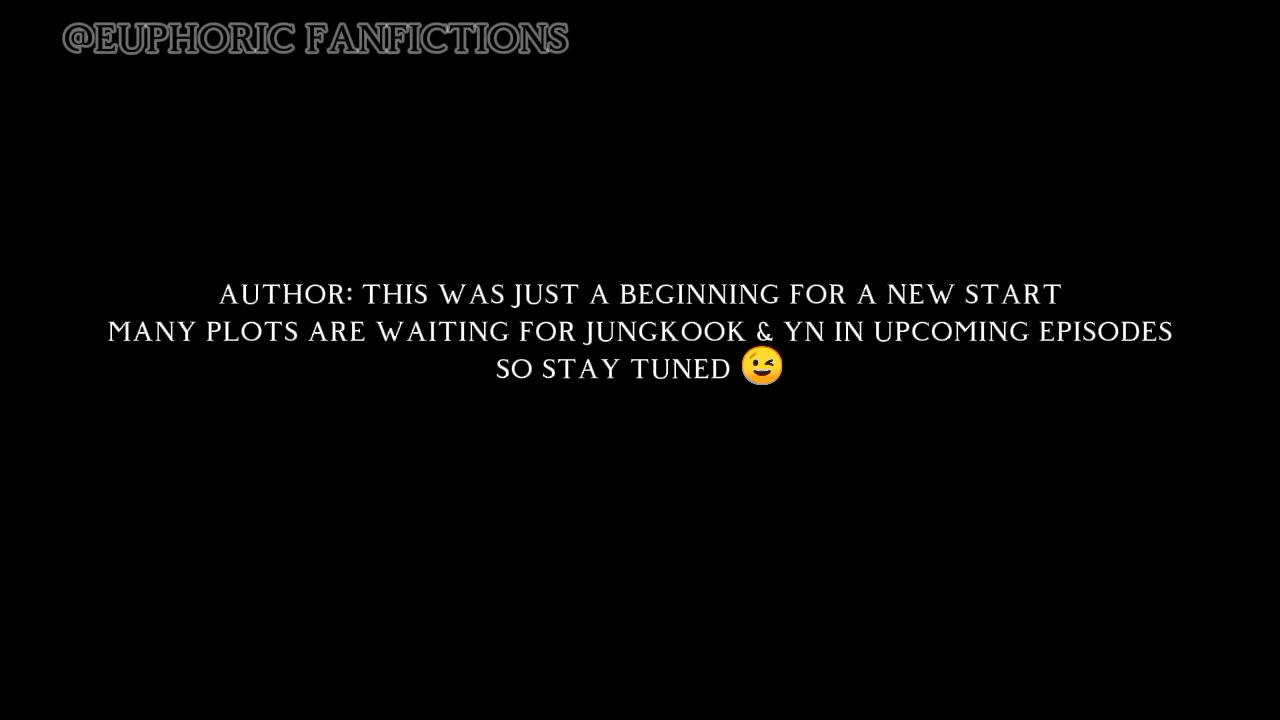 @EUPHORIC FANFICTIONS
AUTHOR: THIS WAS JUST A BEGINNING FOR A NEW START
MANY PLOTS ARE WAITING FOR JUNGKOOK & YN IN UPCOMING EPISODES
SO STAY TUNED 😉